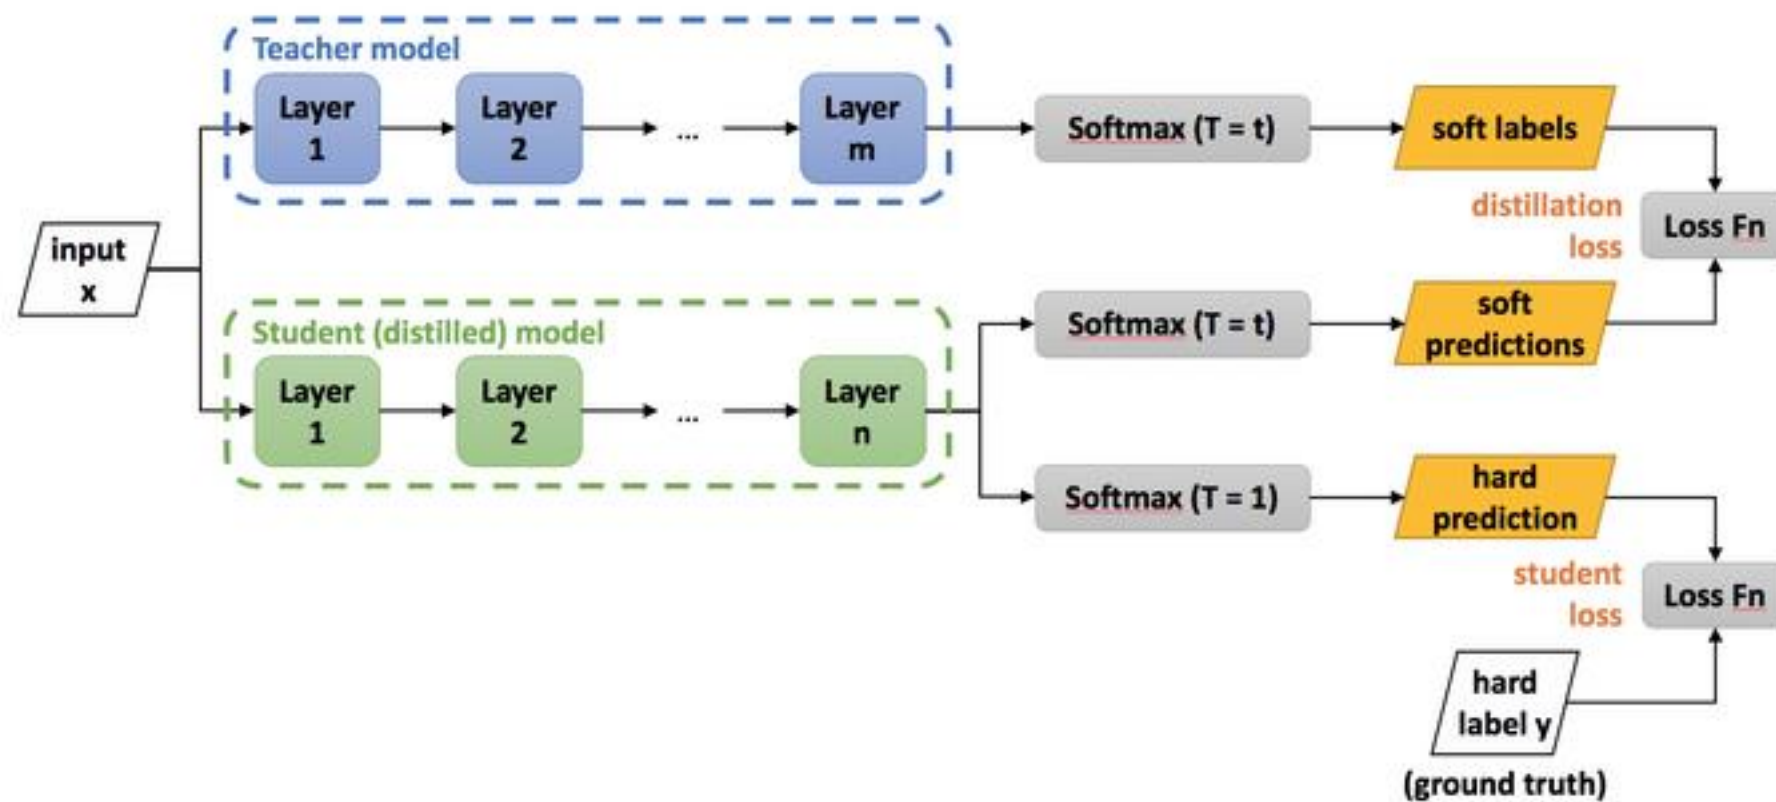 Teacher model
Layer
1
Layer
2
...
Layer
m
Softmax (T = t)
soft labels
distillation
loss
Loss Fn
input
x
Student (distilled) model
Layer
1
Layer
2
...
Layer
n
Softmax (T = t)
soft
predictions
Softmax (T = 1)
hard
prediction
student
loss
Loss Fn
hard
label y
(ground truth)